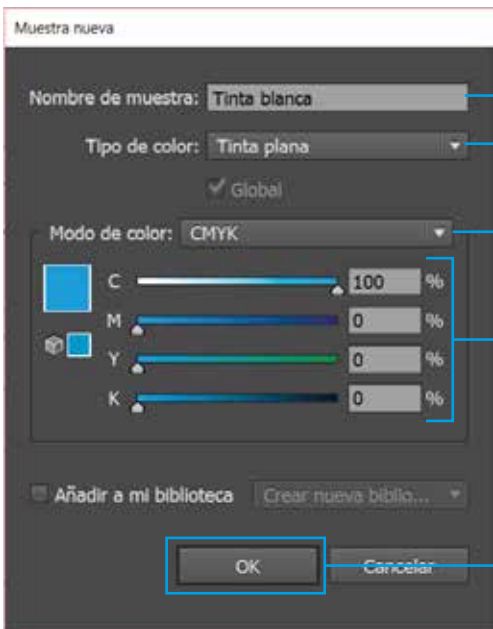 Muestra nueva
Nombre de muestra: Tinta blanca
Tipo de color: Tinta plana
Global
Modo de color: CMYK
C 100 %
M 0 %
Y 0 %
K 0 %
Añadir a mi biblioteca Crear nueva biblio...
OK Cancelar